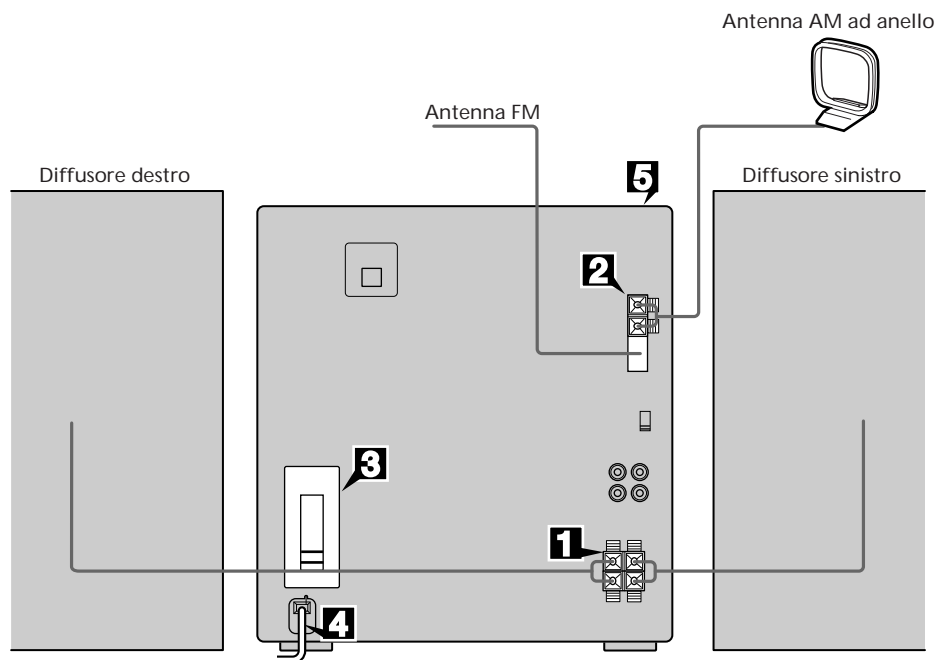 Antenna AM ad anello
Antenna FM
Diffusore destro
5
Diffusore sinistro
2
3
1
4